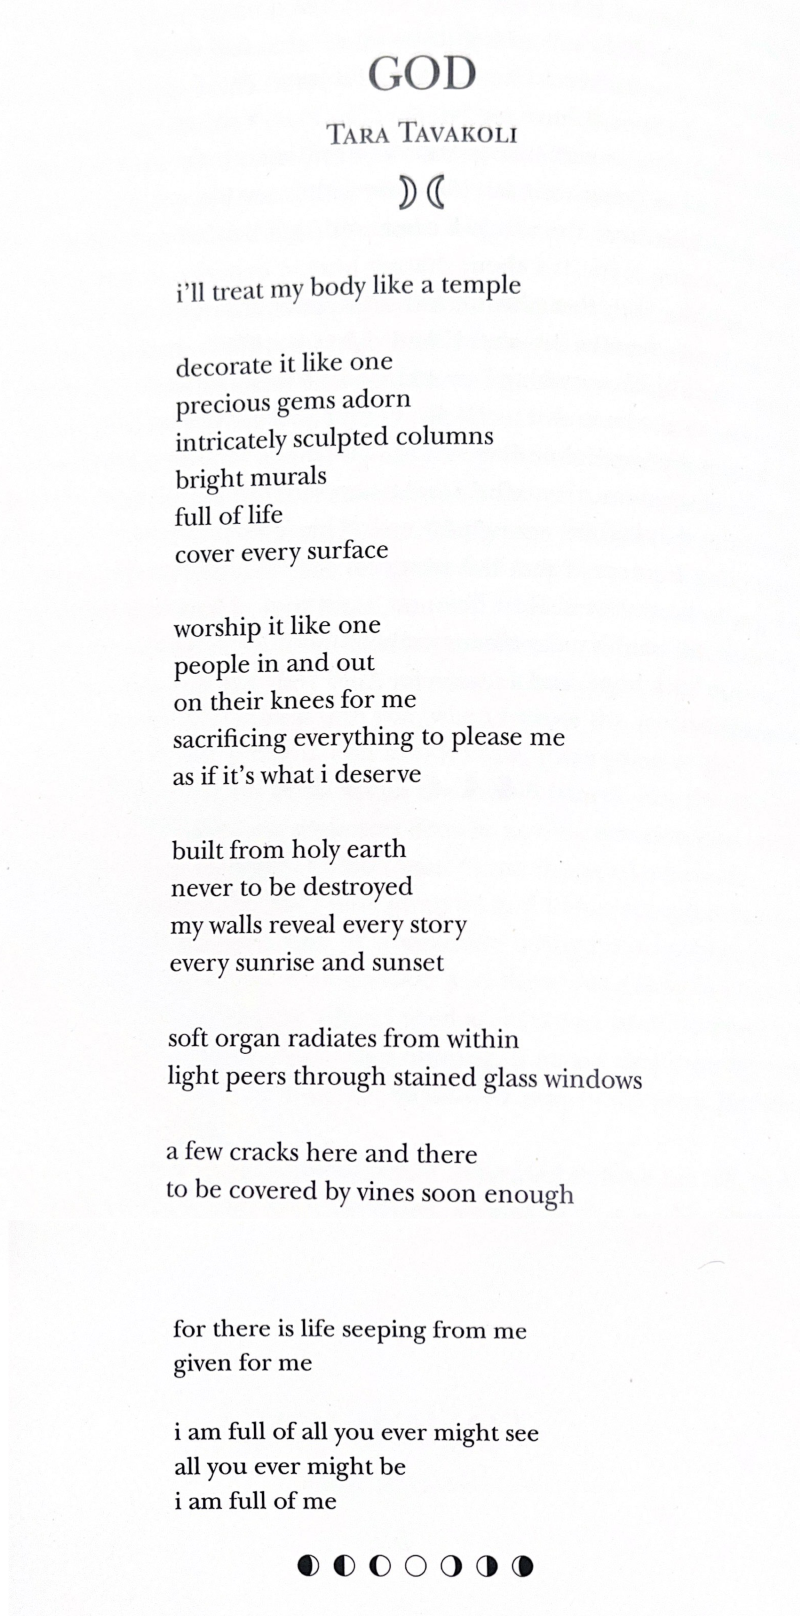 GOD
TARA TAVAKOLI
i’ll treat my body like a temple
decorate it like one
precious gems adorn
intricately sculpted columns
bright murals
full of life
cover every surface
worship it like one
people in and out
on their knees for me
sacrificing everything to please me
as if it’s what i deserve
built from holy earth
never to be destroyed
my walls reveal every story
every sunrise and sunset
soft organ radiates from within
light peers through stained glass windows
a few cracks here and there
to be covered by vines soon enough
for there is life seeping from me
given for me
i am full of all you ever might see
all you ever might be
i am full of me